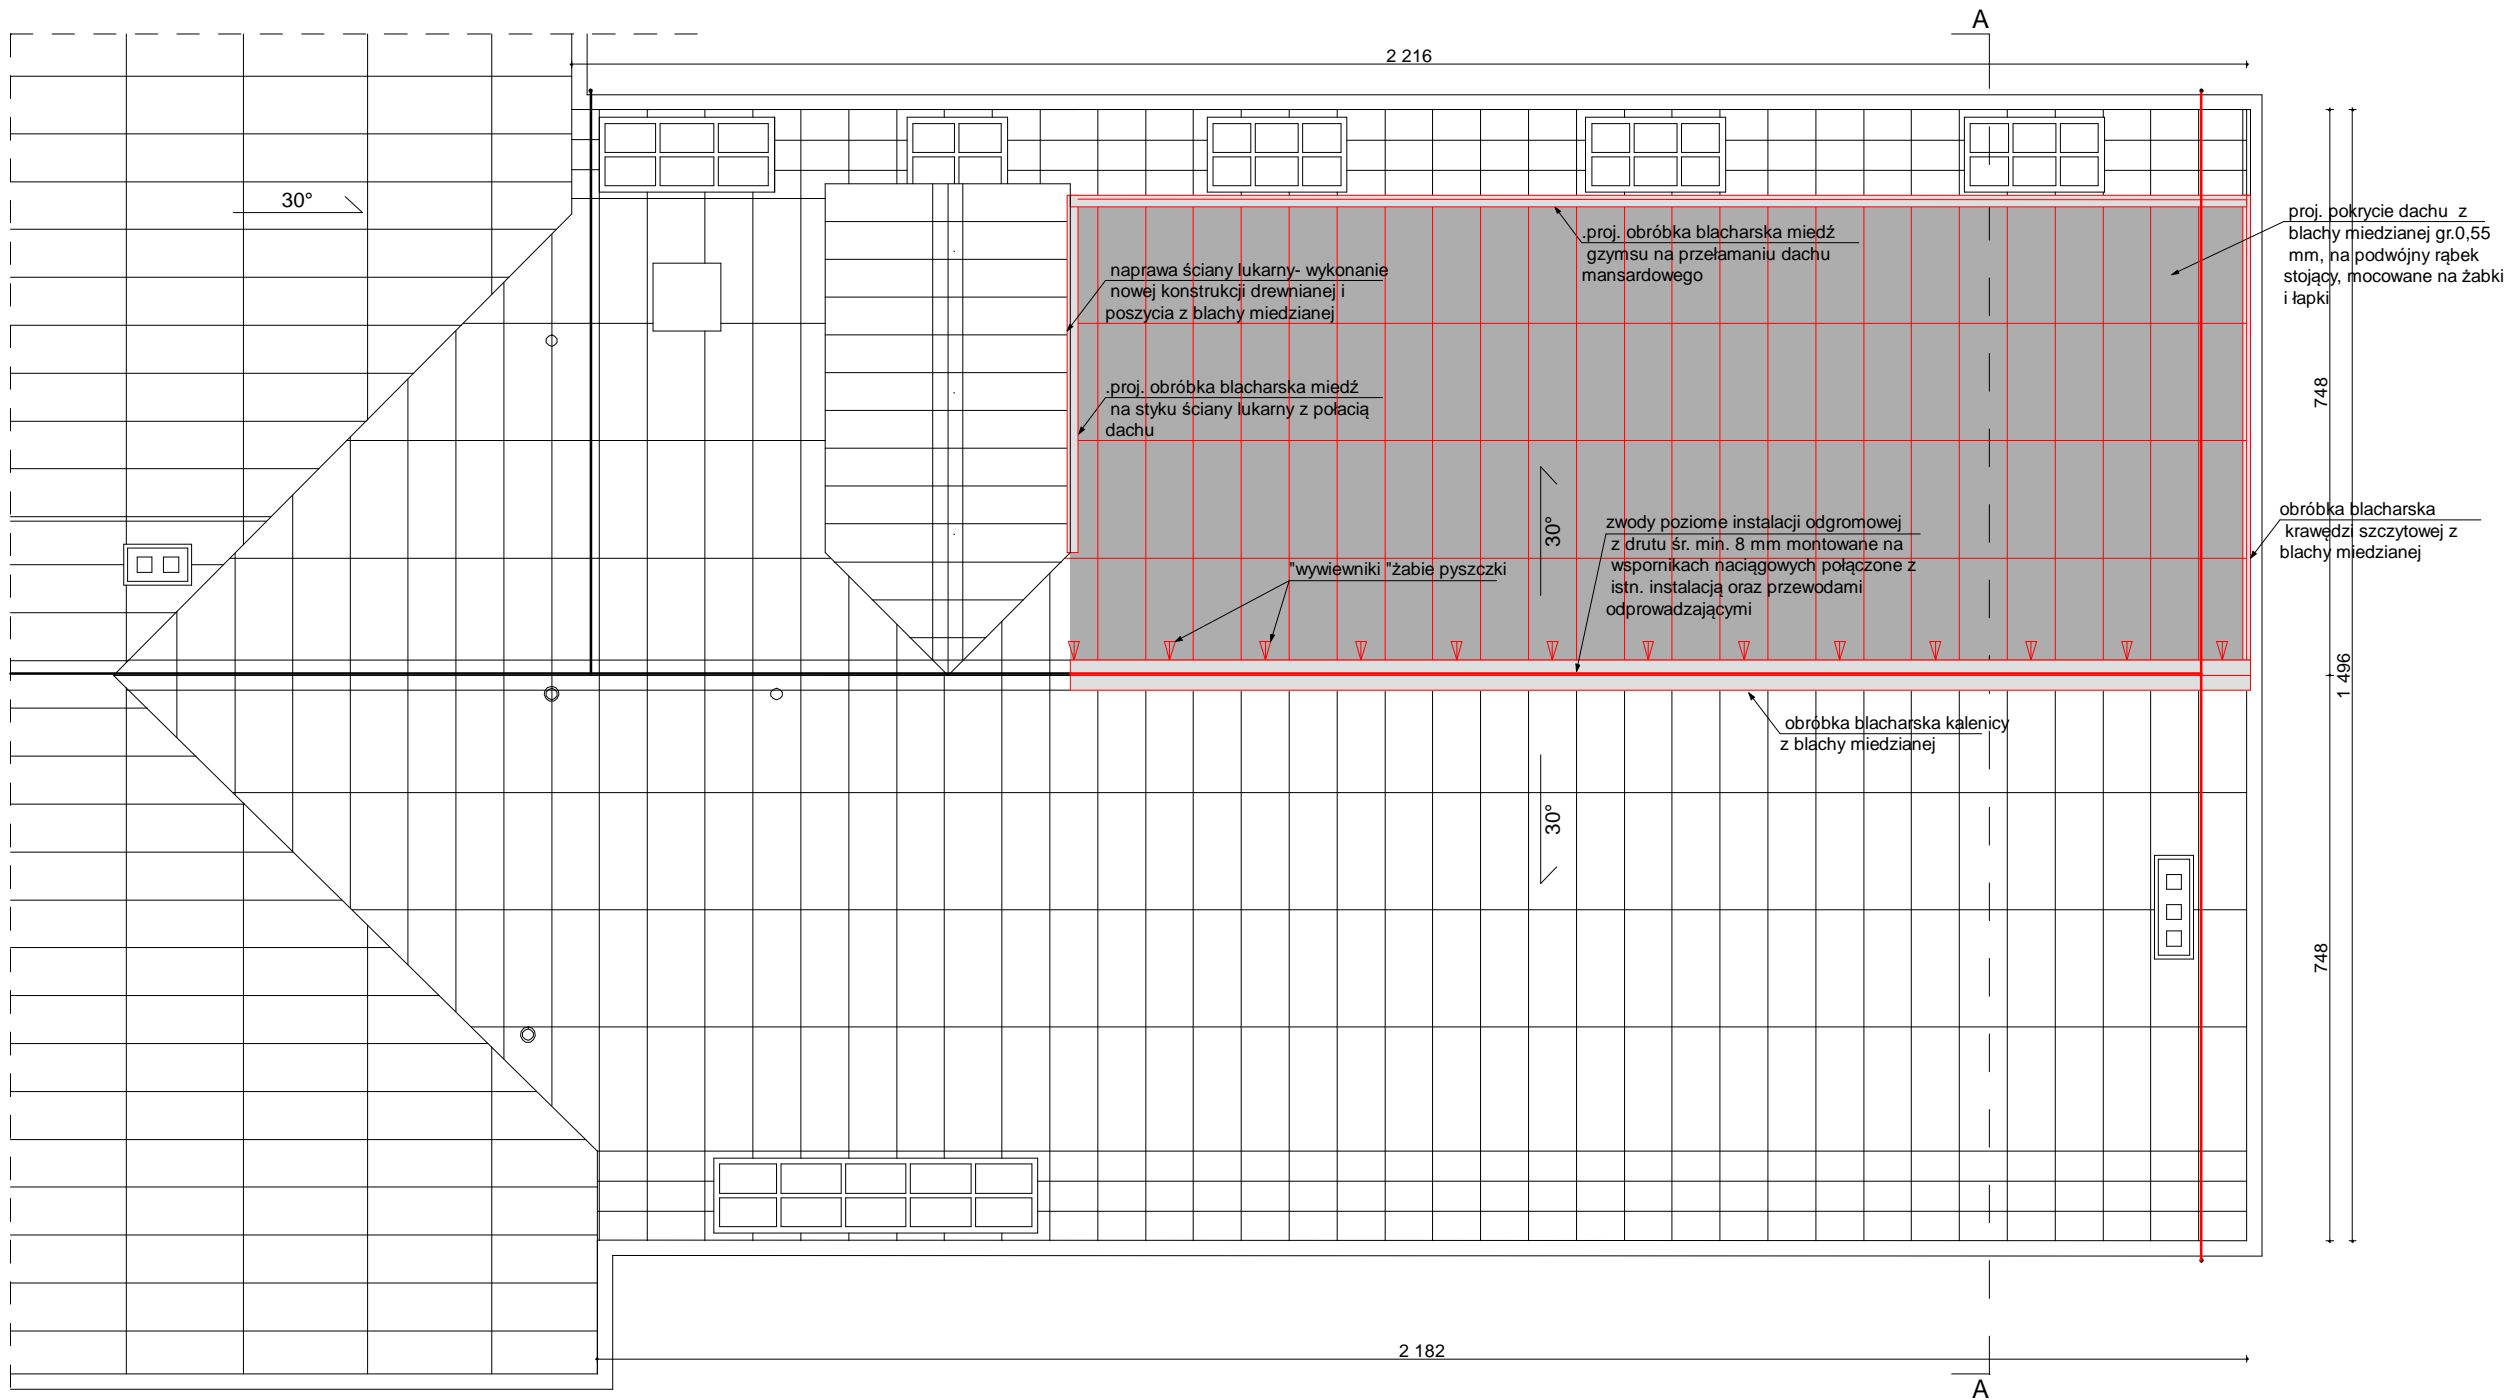 A
2 216
30°
proj. pokrycie dachu z
blachy miedzianej gr.0,55
mm, na podwójny rąbek
stojący, mocowane na żabki
i łapki
.proj. obróbka blacharska miedź
gzymsu na przełamaniu dachu
mansardowego
naprawa ściany lukarny- wykonanie
nowej konstrukcji drewnianej i
poszycia z blachy miedzianej
.proj. obróbka blacharska miedź
na styku ściany lukarny z połacią
dachu
748
30°
zwody poziome instalacji odgromowej
z drutu śr. min. 8 mm montowane na
wspornikach naciągowych połączone z
istn. instalacją oraz przewodami
odprowadzającymi
obróbka blacharska
krawędzi szczytowej z
blachy miedzianej
"wywiewniki "żabie pyszczki
1 496
obróbka blacharska kalenicy
z blachy miedzianej
30°
748
2 182
A